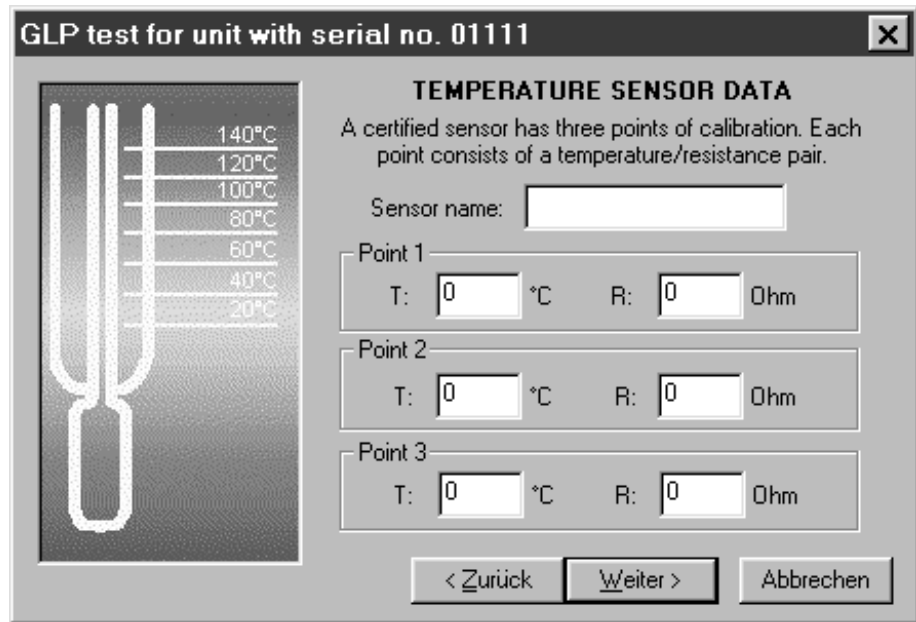 GLP test for unit with serial no. 01111
TEMPERATURE SENSOR DATA
A certified sensor has three points of calibration. Each
point consists of a temperature/resistance pair.
Sensor name:
Point 1
T: 0 °C R: 0 Ohm
Point 2
T: 0 °C R: 0 Ohm
Point 3
T: 0 °C R: 0 Ohm
140°C
120°C
100°C
80°C
60°C
40°C
20°C
< Zurück Weiter > Abbrechen